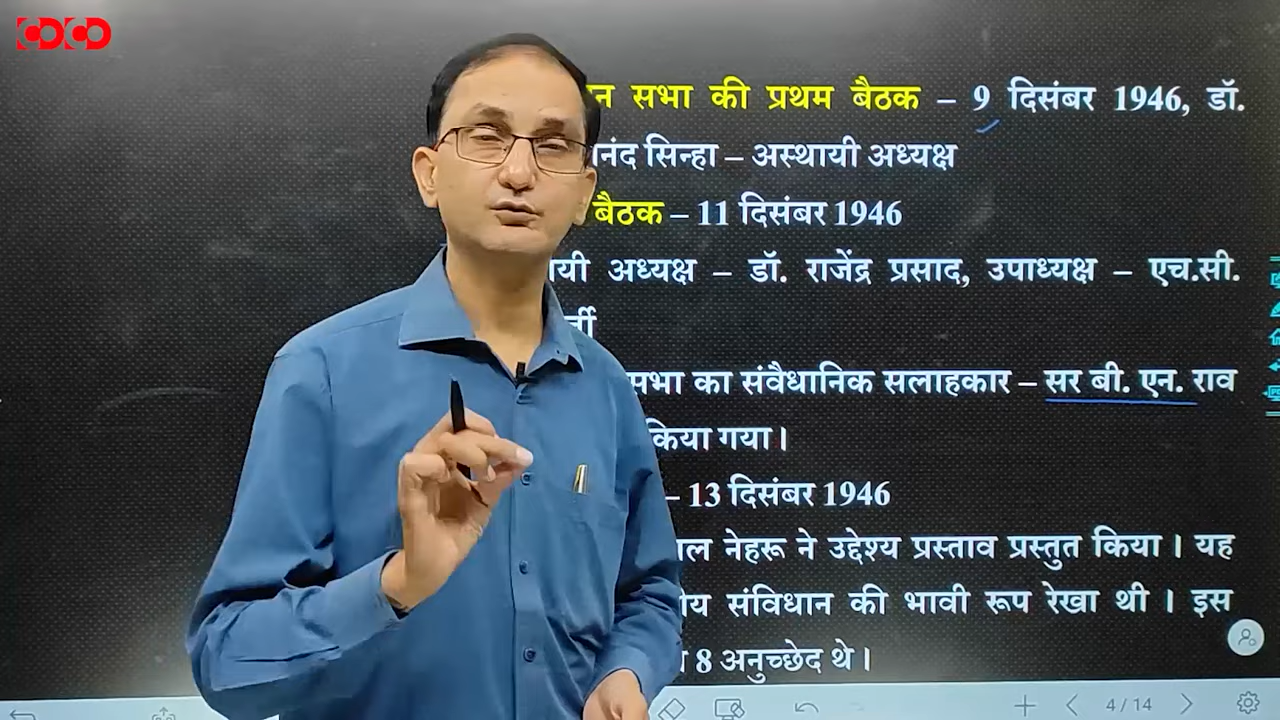 सभा की प्रथम बैठक – 9 दिसंबर 1946, डॉ.
सिन्हा – अस्थायी अध्यक्ष
बैठक – 11 दिसंबर 1946
अध्यक्ष – डॉ. राजेंद्र प्रसाद, उपाध्यक्ष – एच.सी.
सभा का संवैधानिक सलाहकार – सर बी. एन. राव
किया गया।
– 13 दिसंबर 1946
नेहरू ने उद्देश्य प्रस्ताव प्रस्तुत किया। यह
संविधान की भावी रूप रेखा थी। इस
8 अनुच्छेद थे।
4/14